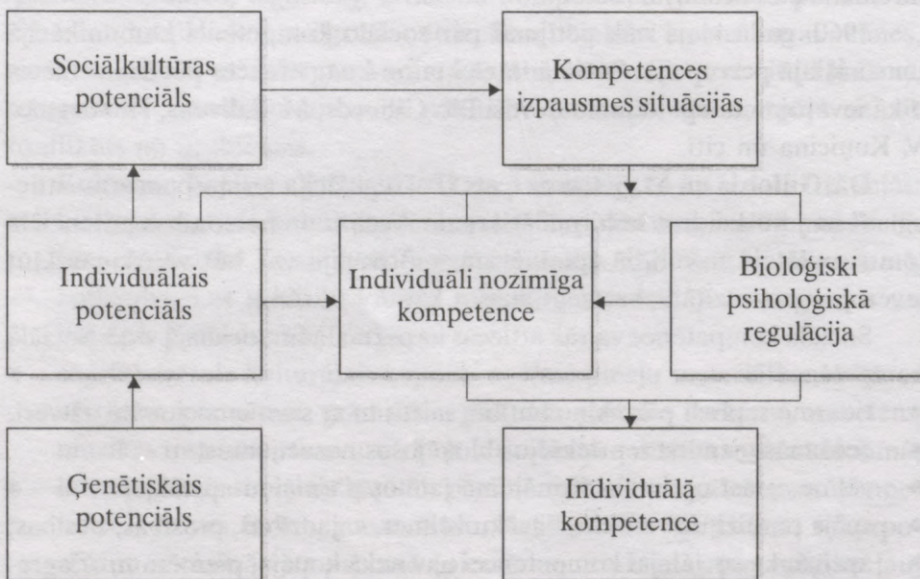 Sociālkultūras
potenciāls
Kompetences
izpausmes situācijās
Individuālais
potenciāls
Individuāli nozīmīga
kompetence
Bioloģiski
psiholoģiskā
regulācija
Ģenētiskais
potenciāls
Individuālā
kompetence